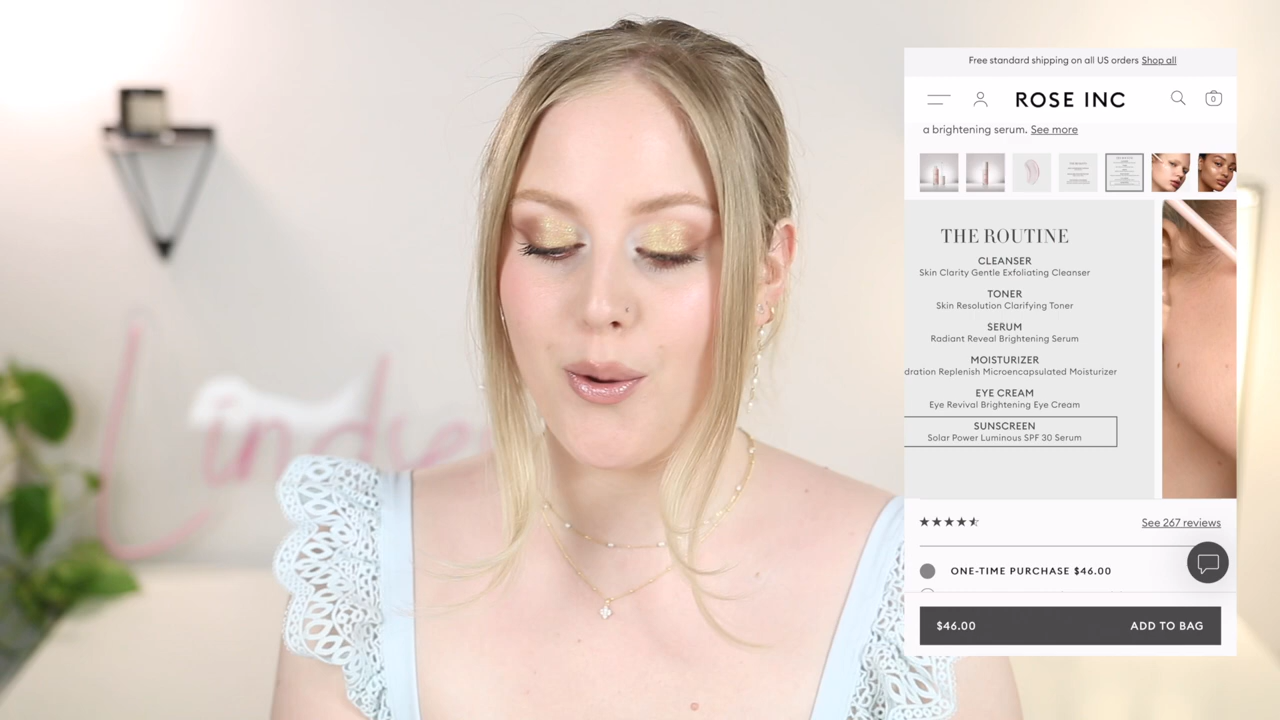 Lindse
Free standard shipping on all US orders Shop all
ROSE INC
0
a brightening serum. See more
THE ROUTINE
CLEANSER
Skin Clarity Gentle Exfoliating Cleanser
TONER
Skin Resolution Clarifying Toner
SERUM
Radiant Reveal Brightening Serum
MOISTURIZER
dration Replenish Microencapsulated Moisturizer
EYE CREAM
Eye Revival Brightening Eye Cream
SUNSCREEN
Solar Power Luminous SPF 30 Serum
See 267 reviews
ONE-TIME PURCHASE $46.00
$46.00
ADD TO BAG